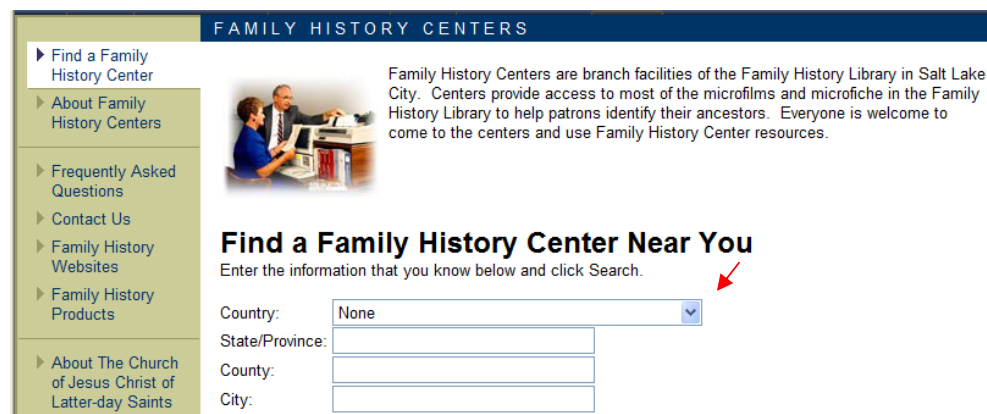 FAMILY HISTORY CENTERS
Find a Family
History Center
About Family
History Centers
Frequently Asked
Questions
Contact Us
Family History
Websites
Family History
Products
About The Church
of Jesus Christ of
Latter-day Saints
Family History Centers are branch facilities of the Family History Library in Salt Lake
City. Centers provide access to most of the microfilms and microfiche in the Family
History Library to help patrons identify their ancestors. Everyone is welcome to
come to the centers and use Family History Center resources.
Find a Family History Center Near You
Enter the information that you know below and click Search.
Country: None
State/Province:
County:
City: